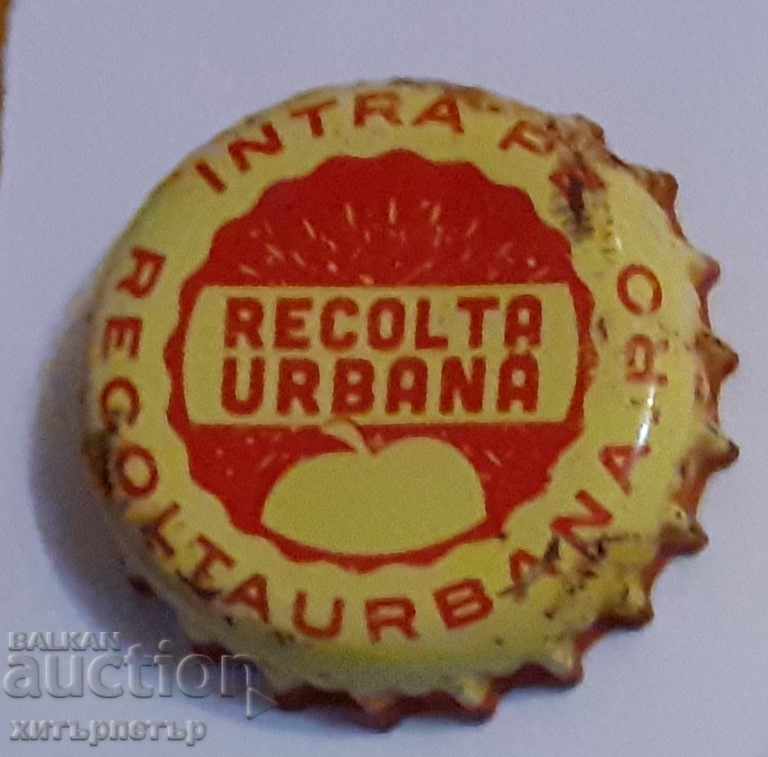 INTRA
RECOLTA
URBANĂ
RECOLTAURBANA.RO
BALKAN
auction
хитърпетър